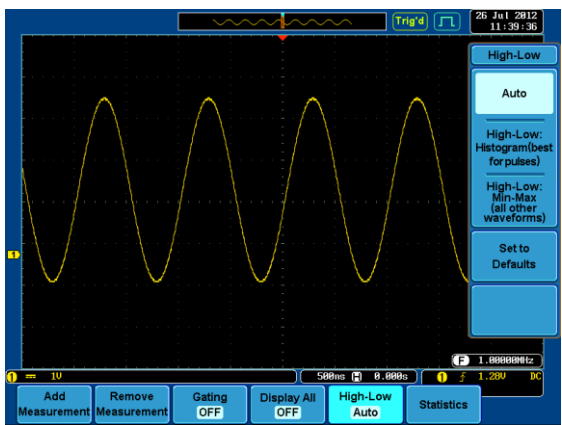 Trig'd
26 Jul 2012
11:39:36
High-Low
Auto
High-Low:
Histogram(best
for pulses)
High-Low:
Min-Max
(all other
waveforms)
Set to
Defaults
1
F 1.00000MHz
1 1V
500ns H 0.000s
1 1.28V DC
Add
Measurement
Remove
Measurement
Gating
OFF
Display All
OFF
High-Low
Auto
Statistics